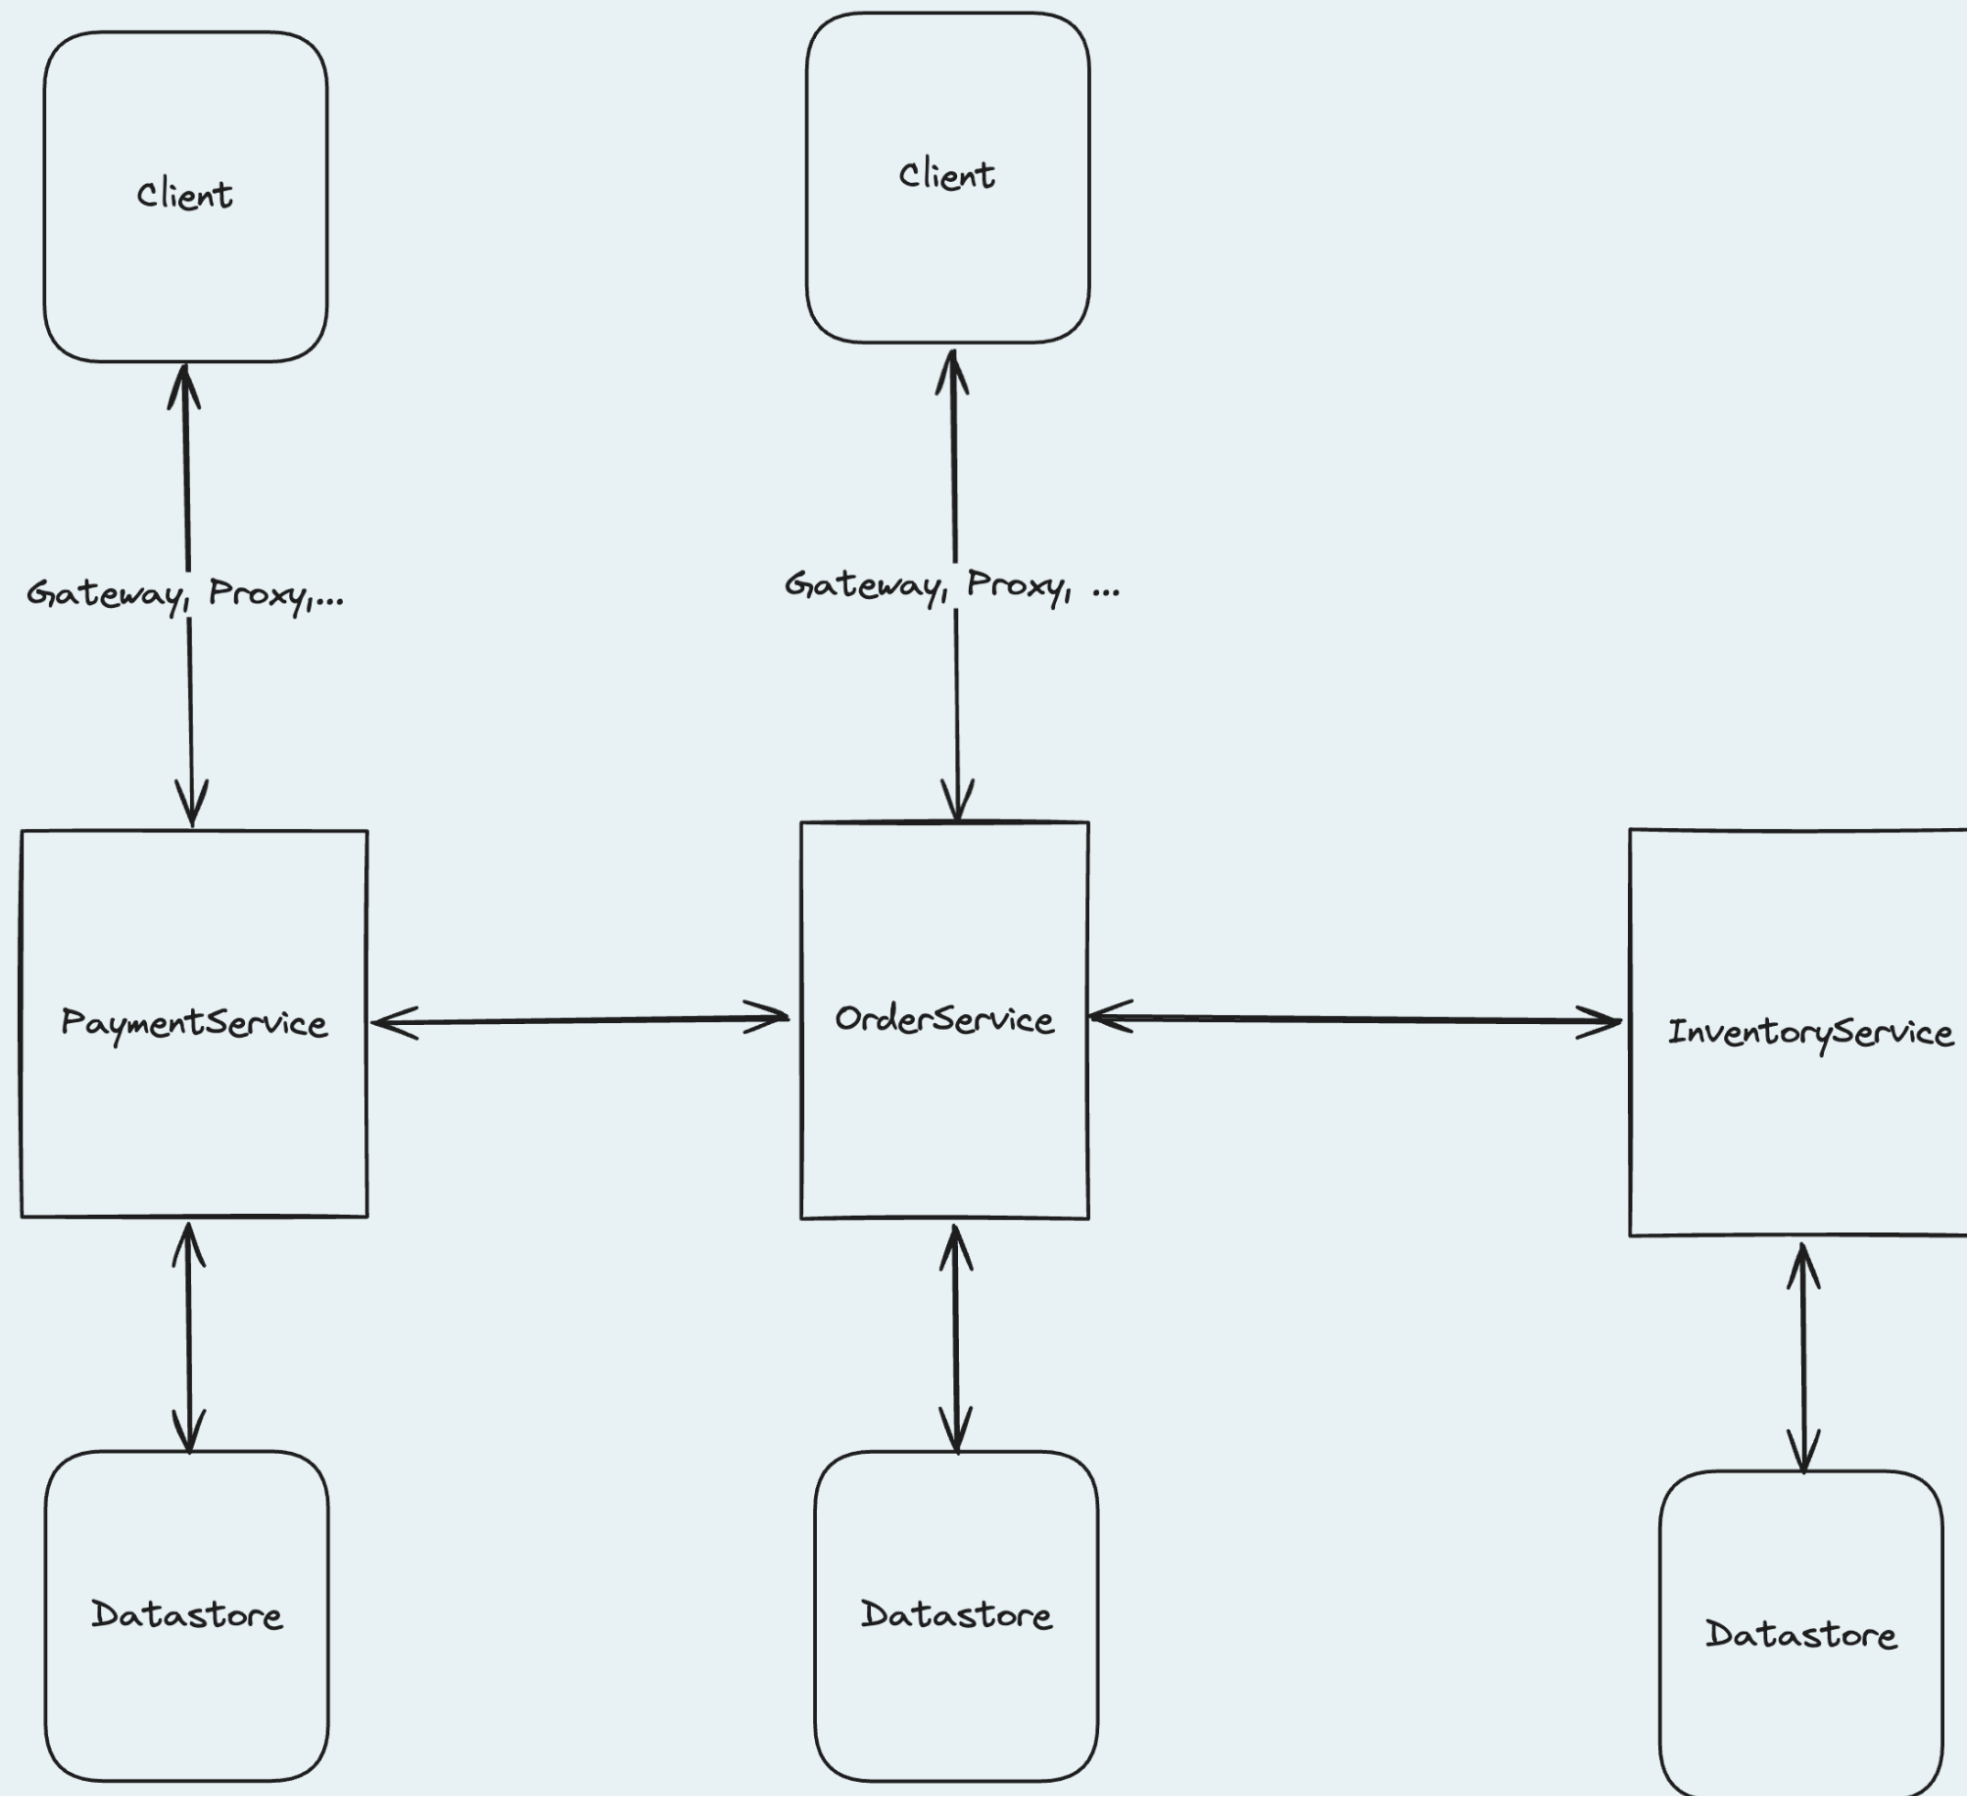 Client
Client
Gateway, Proxy,...
Gateway, Proxy, ...
PaymentService
OrderService
InventoryService
Datastore
Datastore
Datastore